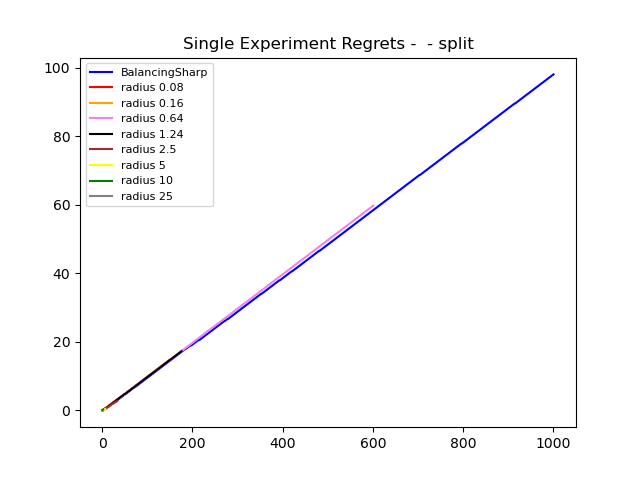 Single Experiment Regrets -  - split
BalancingSharp
radius 0.08
radius 0.16
radius 0.64
radius 1.24
radius 2.5
radius 5
radius 10
radius 25
100
80
60
40
20
0
0 200 400 600 800 1000